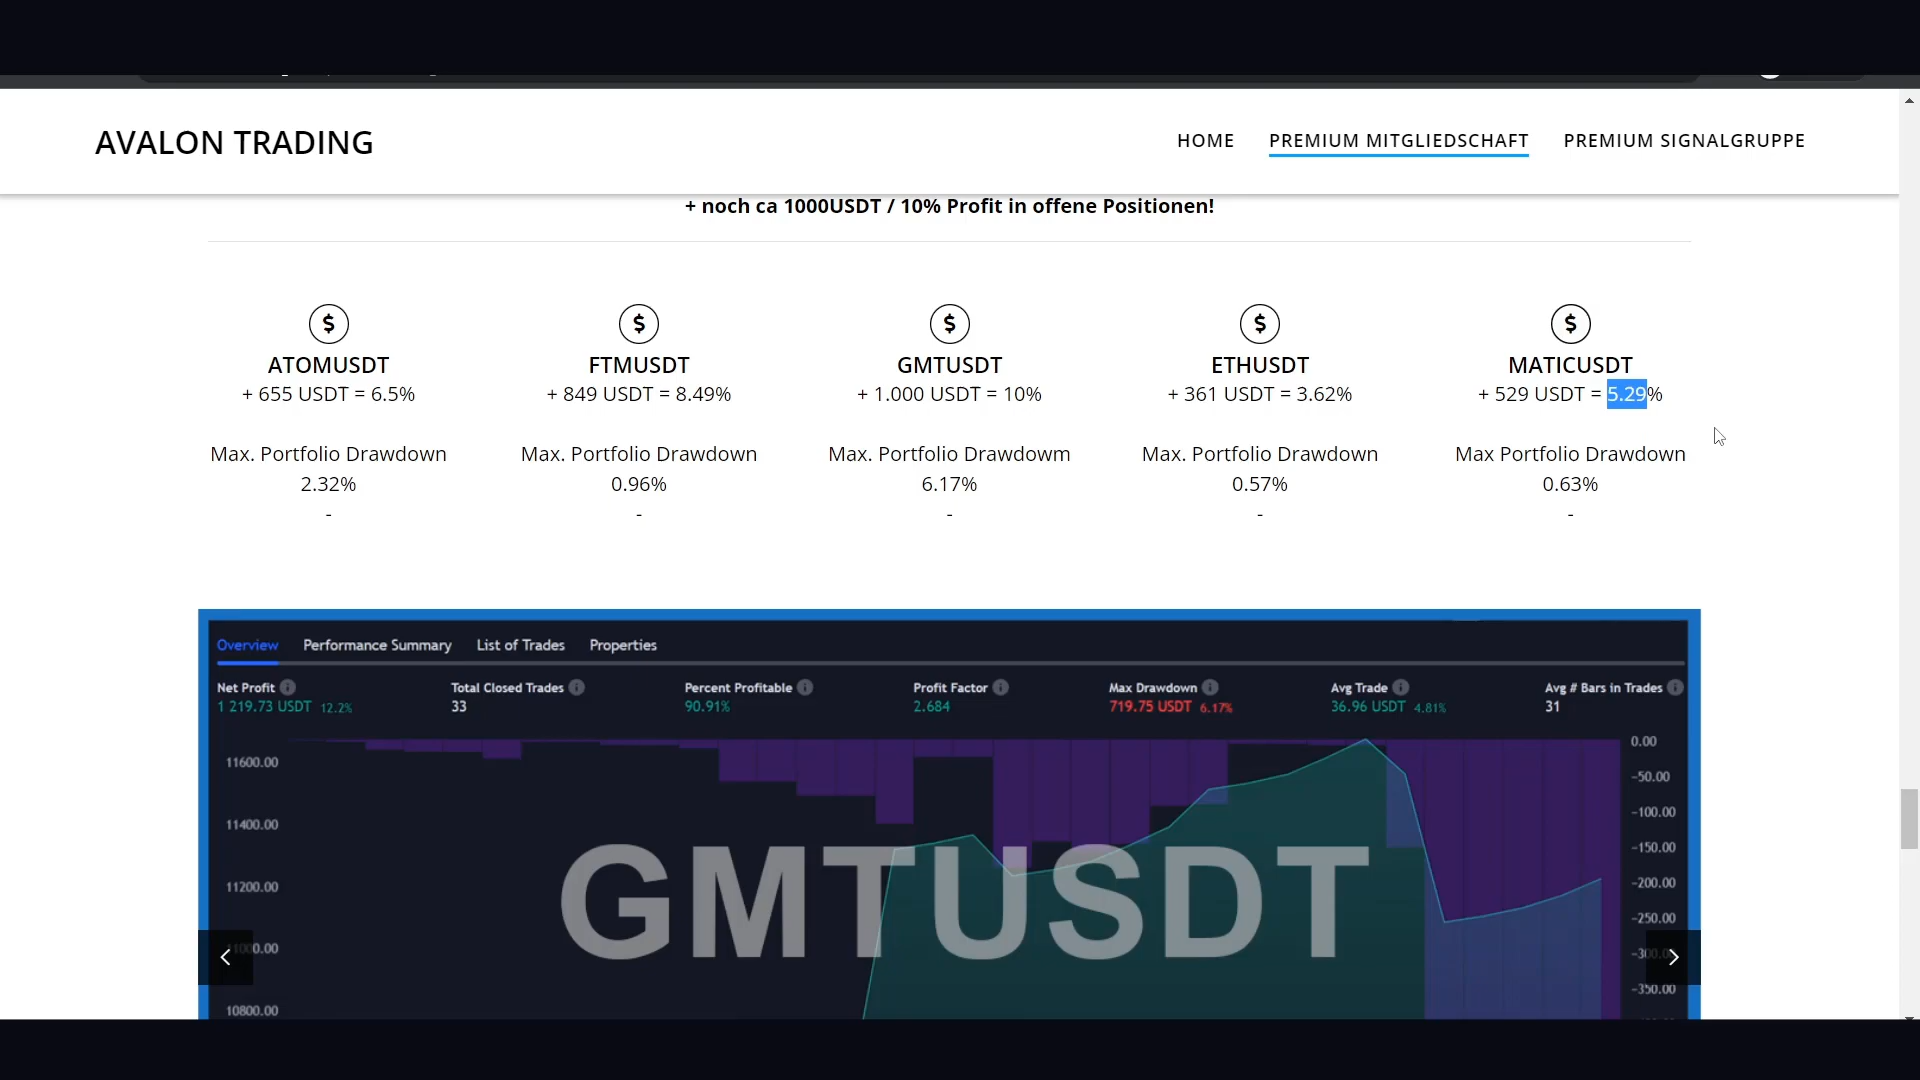 AVALON TRADING
HOME PREMIUM MITGLIEDSCHAFT PREMIUM SIGNALGRUPPE
+ noch ca 1000USDT / 10% Profit in offene Positionen!
$ $ $ $ $
ATOMUSDT FTMUSDT GMTUSDT ETHUSDT MATICUSDT
+ 655 USDT = 6.5% + 849 USDT = 8.49% + 1.000 USDT = 10% + 361 USDT = 3.62% + 529 USDT = 5.29%
Max. Portfolio Drawdown Max. Portfolio Drawdown Max. Portfolio Drawdowm Max. Portfolio Drawdown Max Portfolio Drawdown
2.32% 0.96% 6.17% 0.57% 0.63%
- - - - -
Overview Performance Summary List of Trades Properties
Net Profit Total Closed Trades Percent Profitable Profit Factor Max Drawdown Avg Trade Avg # Bars in Trades
1 219.73 USDT 12.2% 33 90.91% 2.684 719.75 USDT 6.17% 36.96 USDT 4.81% 31
0.00
11600.00
-50.00
-100.00
11400.00
-150.00
GMTUSDT
-200.00
11200.00
-250.00
11000.00
-300.00
-350.00
10800.00